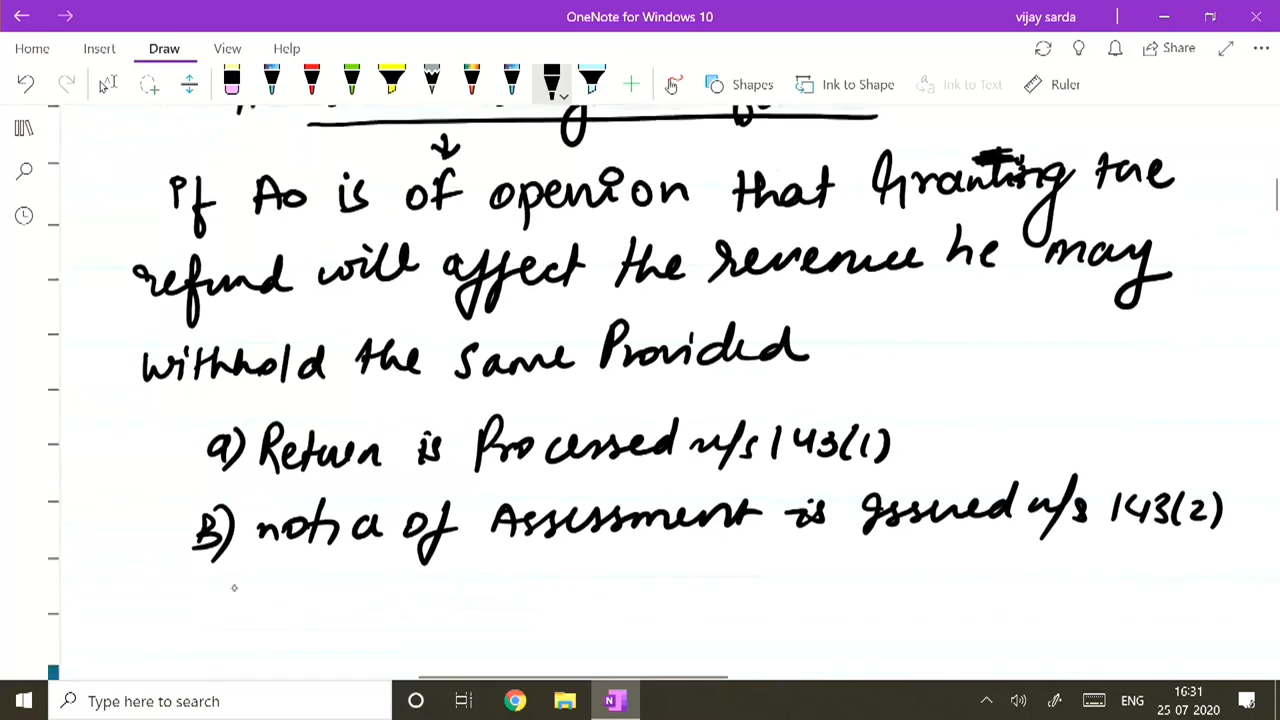 OneNote for Windows 10
vijay sarda
Home Insert Draw View Help
Share
Shapes Ink to Shape Ink to Text Ruler
If AO is of openion that Granting the
refund will affect the revenue he may
withhold the same Provided
a) Return is Processed u/s 143(1)
B) notice of Assessment is issued u/s 143(2)
Type here to search
ENG
16:31
25-07-2020